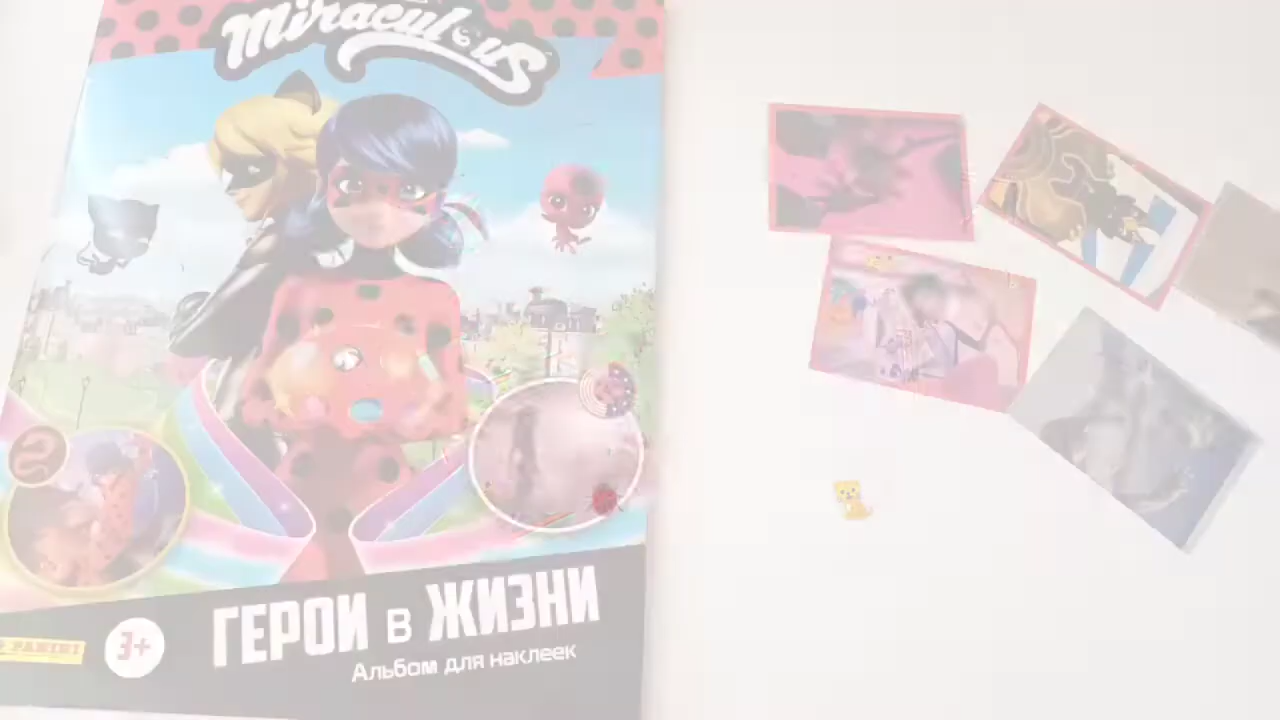 Miraculous
ГЕРОИ в ЖИЗНИ
Альбом для наклеек
3+
PANINI